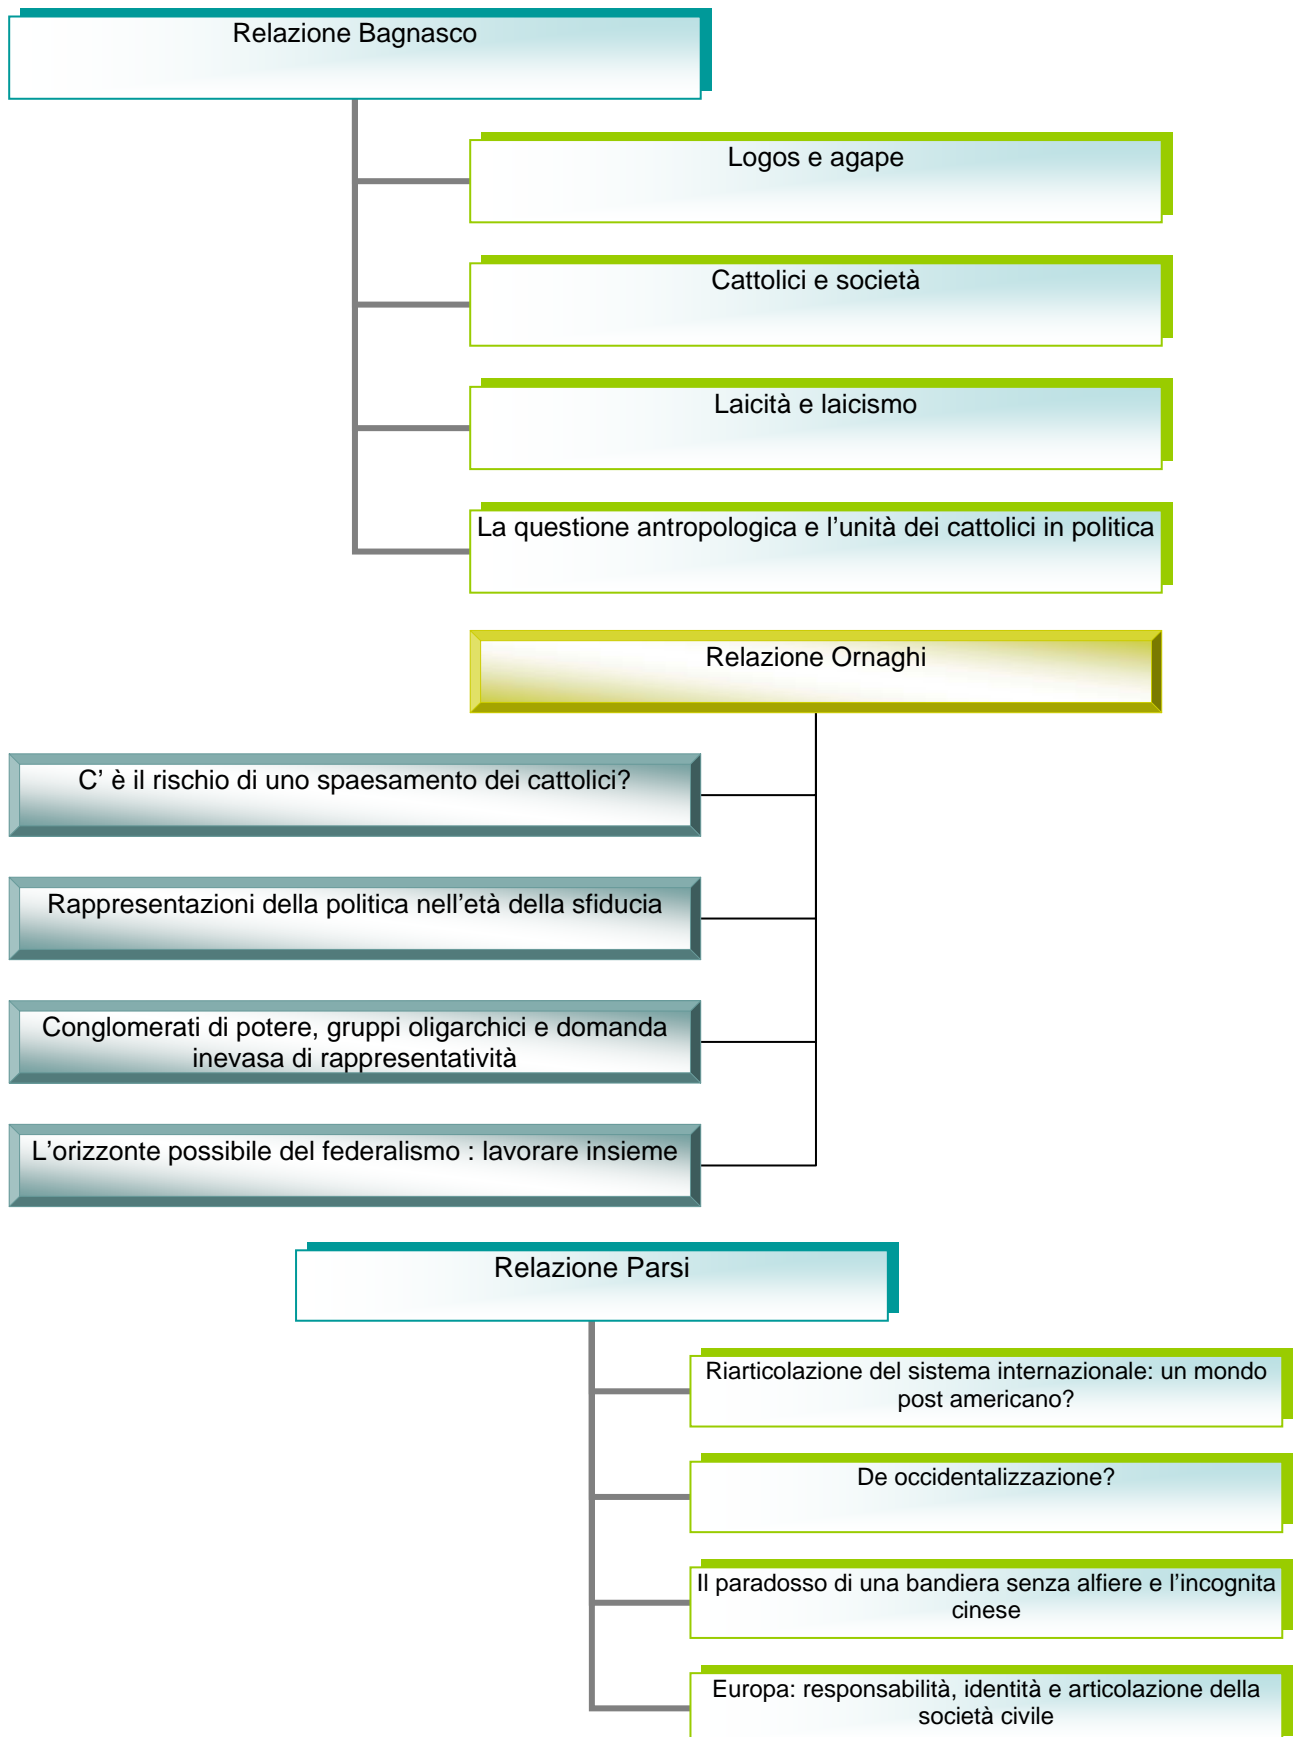 Relazione Bagnasco
Logos e agape
Cattolici e società
Laicità e laicismo
La questione antropologica e l’unità dei cattolici in politica
Relazione Ornaghi
C’ è il rischio di uno spaesamento dei cattolici?
Rappresentazioni della politica nell’età della sfiducia
Conglomerati di potere, gruppi oligarchici e domanda
inevasa di rappresentatività
L’orizzonte possibile del federalismo : lavorare insieme
Relazione Parsi
Riarticolazione del sistema internazionale: un mondo
post americano?
De occidentalizzazione?
Il paradosso di una bandiera senza alfiere e l’incognita
cinese
Europa: responsabilità, identità e articolazione della
società civile